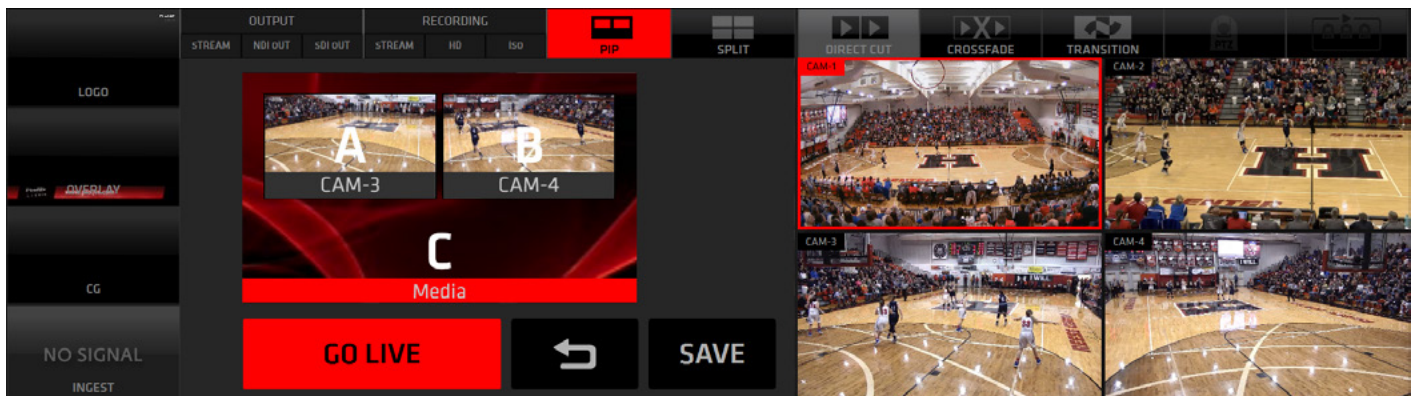 OUTPUT
RECORDING
STREAM
NDI OUT
SDI OUT
STREAM
HD
ISO
PIP
SPLIT
DIRECT CUT
CROSSFADE
TRANSITION
PTZ
LOGO
OVERLAY
CG
NO SIGNAL
INGEST
A
CAM-3
B
CAM-4
C
Media
GO LIVE
SAVE
CAM-1
H
CAM-2
H
CAM-3
CAM-4